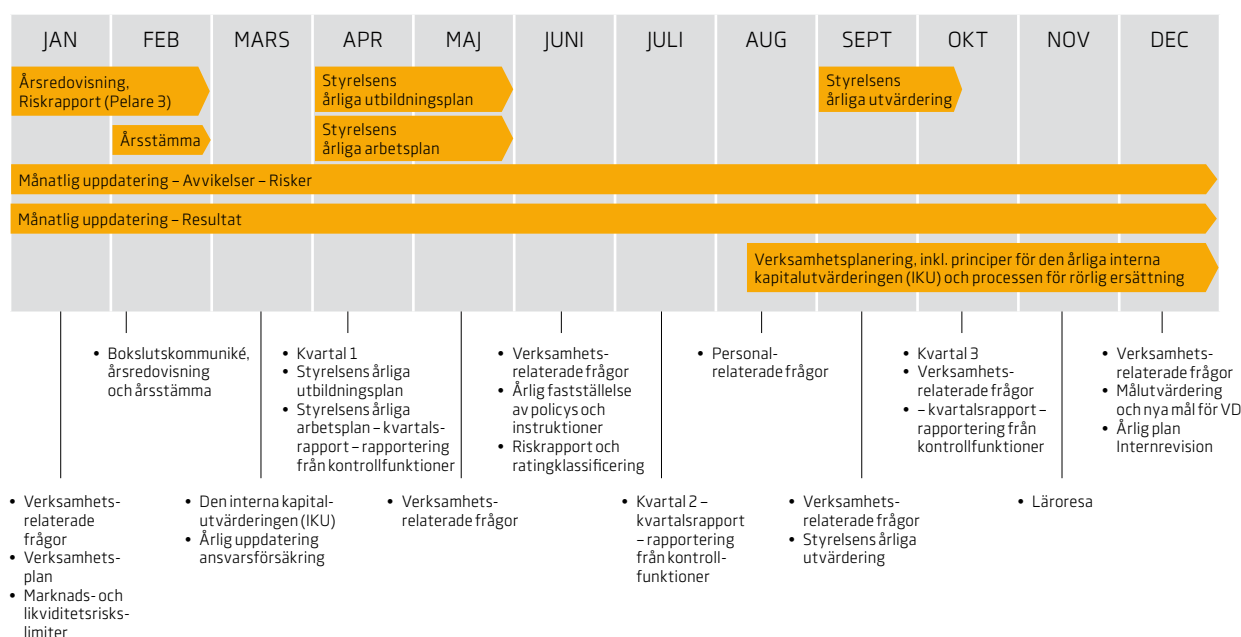 JAN FEB MARS APR MAJ JUNI JULI AUG SEPT OKT NOV DEC
Årsredovisning,
Riskrapport (Pelare 3)
Styrelsens
årliga utbildningsplan
Styrelsens
årliga utvärdering
Årsstämma
Styrelsens
årliga arbetsplan
Månatlig uppdatering – Avvikelser – Risker
Månatlig uppdatering – Resultat
Verksamhetsplanering, inkl. principer för den årliga interna
kapitalutvärderingen (IKU) och processen för rörlig ersättning
• Bokslutskommuniké,
årsredovisning
och årsstämma
• Kvartal 1
• Styrelsens årliga
utbildningsplan
• Styrelsens årliga
arbetsplan – kvartals-
rapport – rapportering
från kontrollfunktioner
• Verksamhets-
relaterade frågor
• Årlig fastställelse
av policys och
instruktioner
• Riskrapport och
ratingklassificering
• Personal-
relaterade frågor
• Kvartal 3
• Verksamhets-
relaterade frågor
• – kvartalsrapport –
rapportering från
kontrollfunktioner
• Verksamhets-
relaterade frågor
• Målutvärdering
och nya mål för VD
• Årlig plan
Internrevision
• Verksamhets-
relaterade
frågor
• Verksamhets-
plan
• Marknads- och
likviditetsrisks-
limiter
• Den interna kapital-
utvärderingen (IKU)
• Årlig uppdatering
ansvarsförsäkring
• Verksamhets-
relaterade frågor
• Kvartal 2 –
kvartalsrapport
– rapportering
från kontroll-
funktioner
• Verksamhets-
relaterade frågor
• Styrelsens årliga
utvärdering
• Läroresa